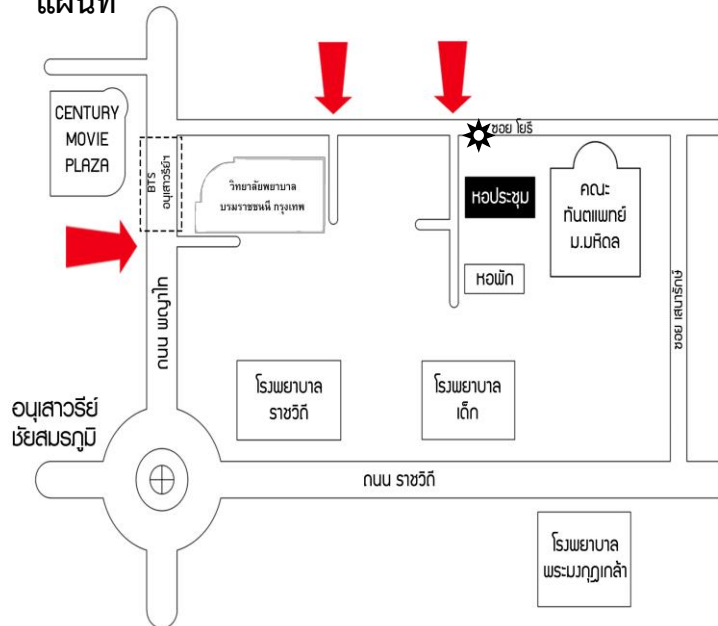 แผนที่
CENTURY
MOVIE
PLAZA
BTS
อนุเสาวรีย์ฯ
วิทยาลัยพยาบาล
บรมราชชนนี กรุงเทพ
ซอย โยธี
หอประชุม
คณะ
ทันตแพทย์
ม.มหิดล
หอพัก
ถนน พญาไท
ซอย เสนารักษ์
โรงพยาบาล
ราชวิถี
โรงพยาบาล
เด็ก
อนุเสาวรีย์
ชัยสมรภูมิ
ถนน ราชวิถี
โรงพยาบาล
พระมงกุฎเกล้า